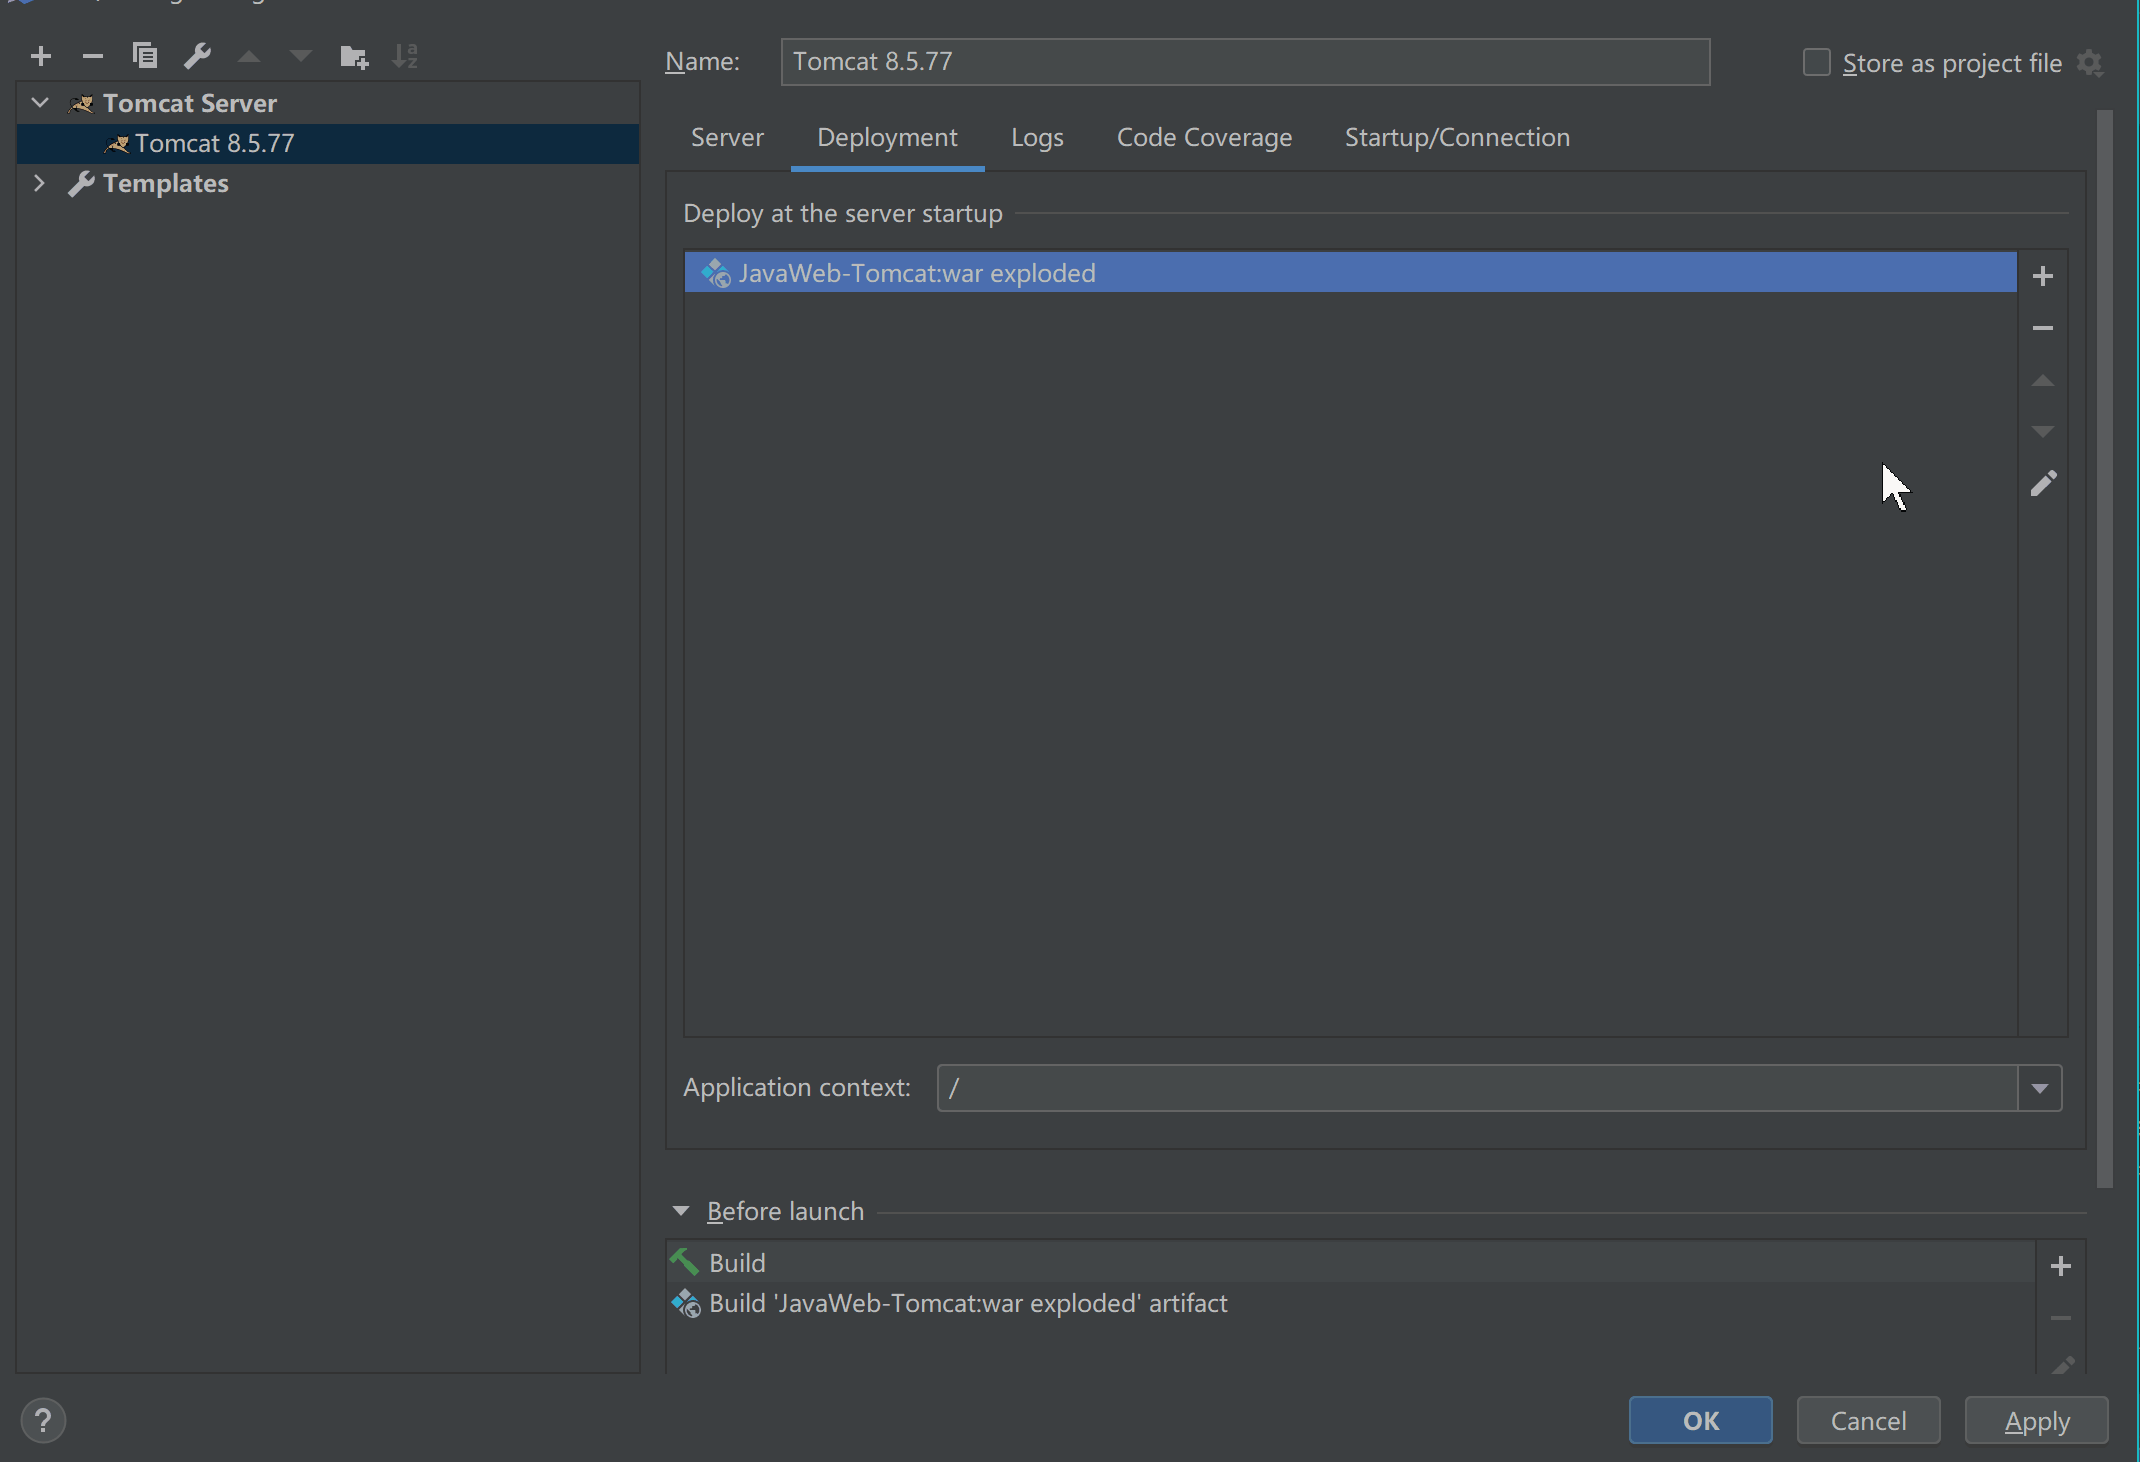 Name: Tomcat 8.5.77 Store as project file
Tomcat Server
Tomcat 8.5.77
Templates
Server Deployment Logs Code Coverage Startup/Connection
Deploy at the server startup
JavaWeb-Tomcat:war exploded
Application context: /
Before launch
Build
Build 'JavaWeb-Tomcat:war exploded' artifact
? OK Cancel Apply